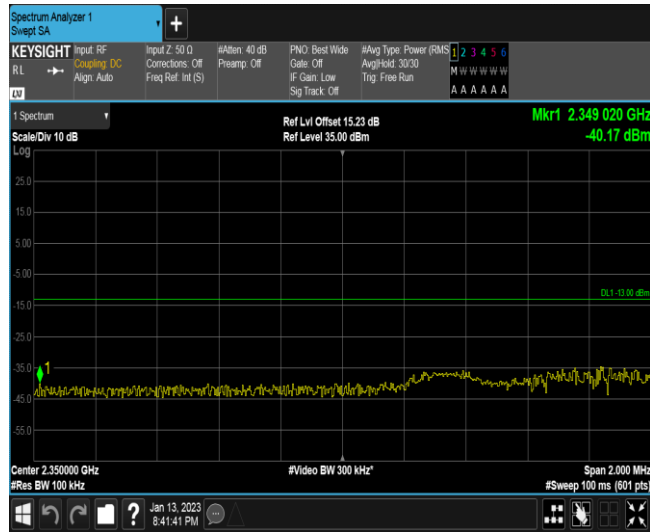 Spectrum Analyzer 1
Swept SA
+
KEYSIGHT
RL
LXI
Input: RF
Coupling: DC
Align: Auto
Input Z: 50 Ω
Corrections: Off
Freq Ref: Int (S)
#Atten: 40 dB
Preamp: Off
PNO: Best Wide
Gate: Off
IF Gain: Low
Sig Track: Off
#Avg Type: Power (RMS
Avg|Hold: 30/30
Trig: Free Run
1 2 3 4 5 6
M W W W W W
A A A A A A
1 Spectrum
Scale/Div 10 dB
Log
Ref Lvl Offset 15.23 dB
Ref Level 35.00 dBm
Mkr1 2.349 020 GHz
-40.17 dBm
25.0
15.0
5.00
-5.00
DL1 -13.00 dBm
-15.0
-25.0
-35.0
1
-45.0
-55.0
Center 2.350000 GHz
#Res BW 100 kHz
#Video BW 300 kHz*
Span 2.000 MHz
#Sweep 100 ms (601 pts)
?
Jan 13, 2023
8:41:41 PM